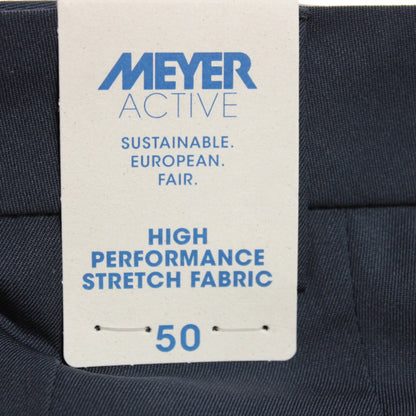 MEYER
ACTIVE
SUSTAINABLE.
EUROPEAN.
FAIR.
HIGH
PERFORMANCE
STRETCH FABRIC
50